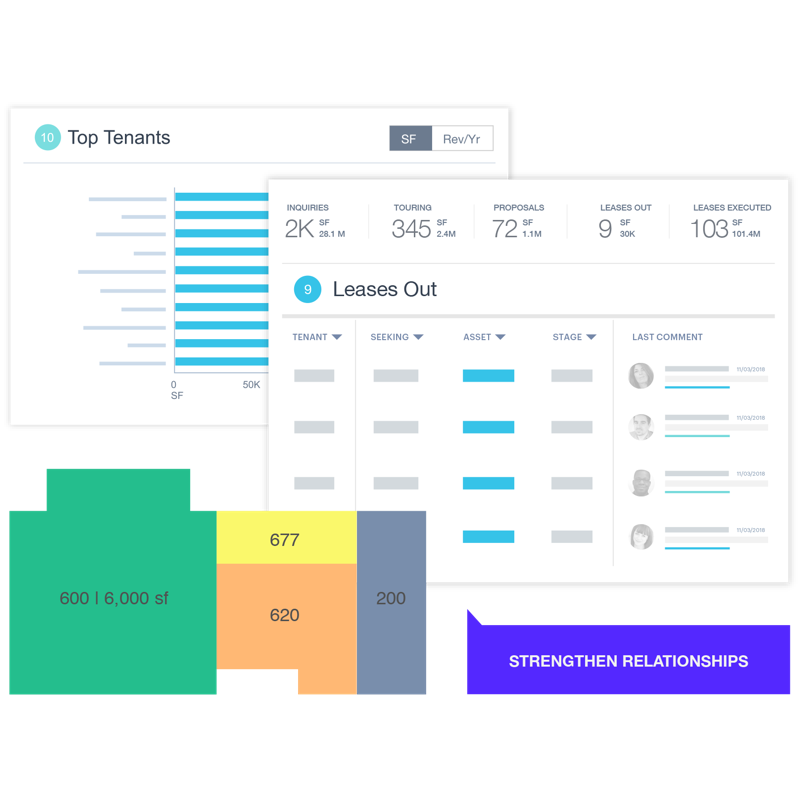 10 Top Tenants
SF Rev/Yr
0 50K
SF
INQUIRIES TOURING PROPOSALS LEASES OUT LEASES EXECUTED
2K SF 28.1 M 345 SF 2.4M 72 SF 1.1M 9 SF 30K 103 SF 101.4M
9 Leases Out
TENANT SEEKING ASSET STAGE LAST COMMENT
11/03/2018
11/03/2018
11/03/2018
11/03/2018
677
600 | 6,000 sf
620
200
STRENGTHEN RELATIONSHIPS